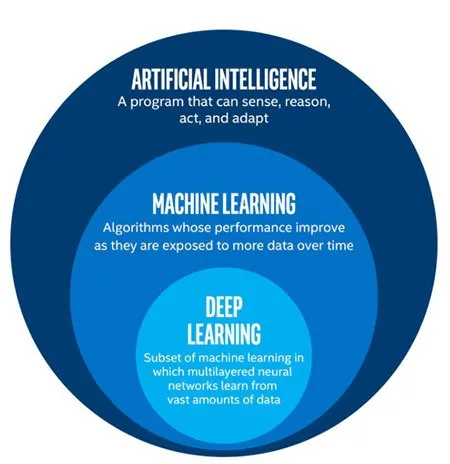 ARTIFICIAL INTELLIGENCE
A program that can sense, reason,
act, and adapt
MACHINE LEARNING
Algorithms whose performance improve
as they are exposed to more data over time
DEEP
LEARNING
Subset of machine learning in
which multilayered neural
networks learn from
vast amounts of data